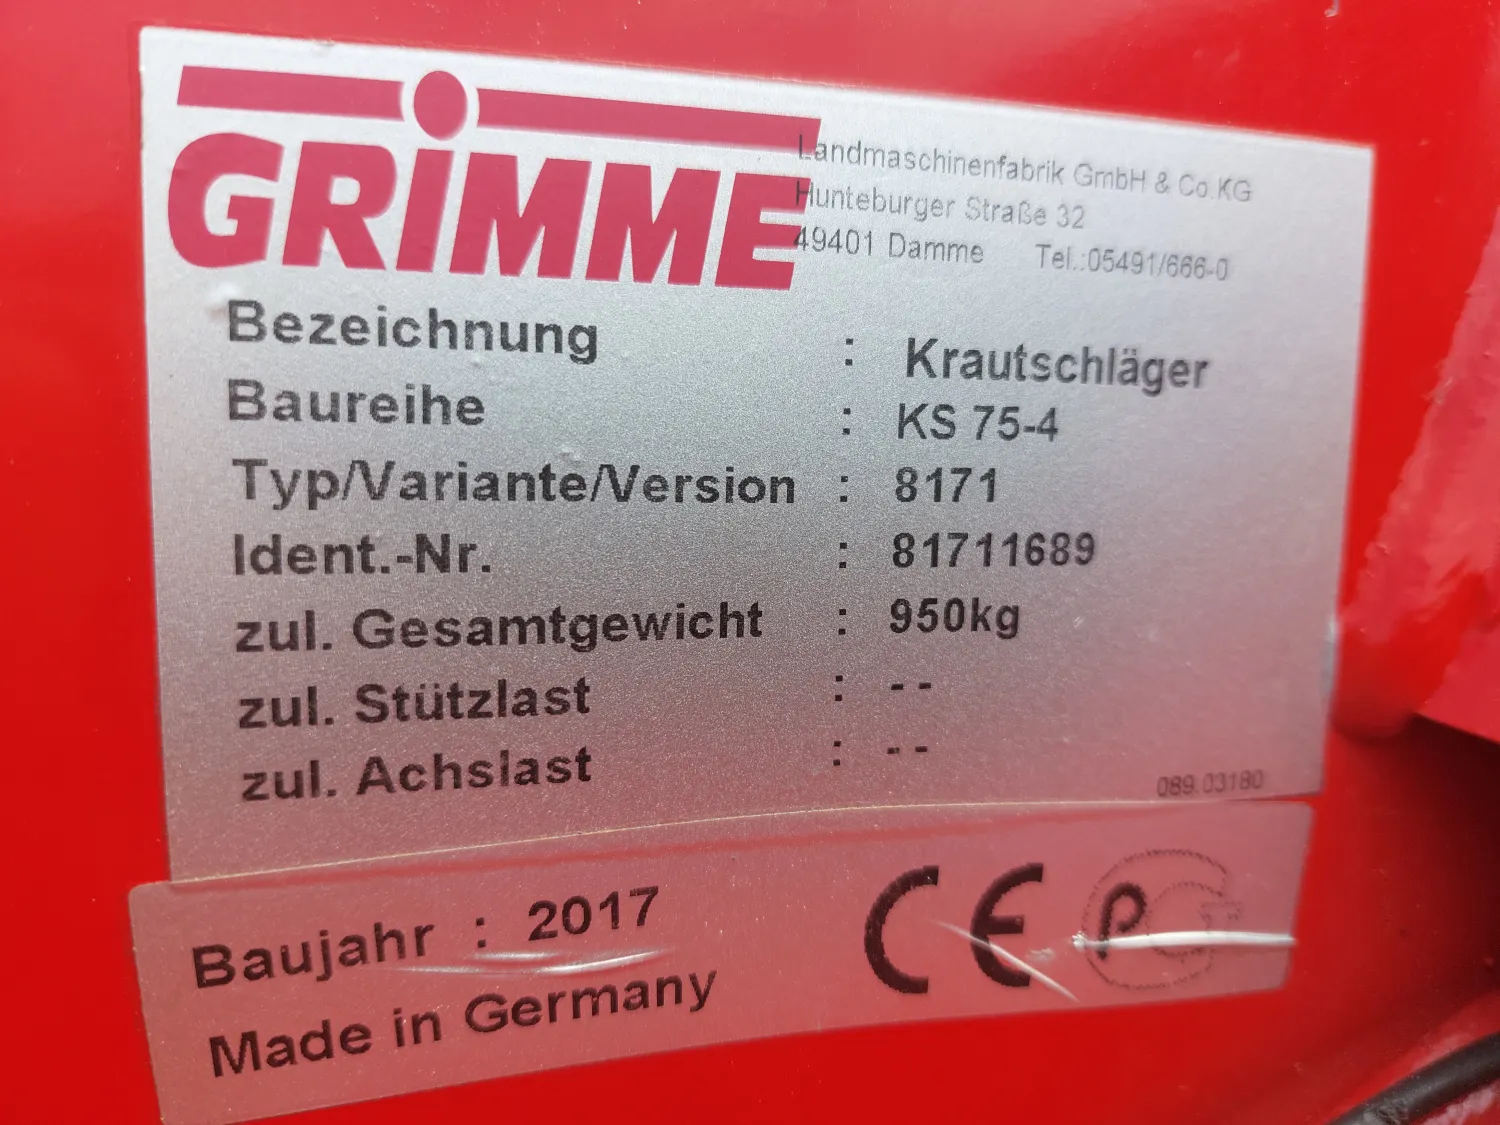 GRIMME
Landmaschinenfabrik GmbH & Co.KG
Hunteburger Straße 32
49401 Damme Tel.:05491/666-0
Bezeichnung : Krautschläger
Baureihe : KS 75-4
Typ/Variante/Version : 8171
Ident.-Nr. : 81711689
zul. Gesamtgewicht : 950kg
zul. Stützlast : --
zul. Achslast : --
089.03180
Baujahr : 2017
Made in Germany
CE
PG